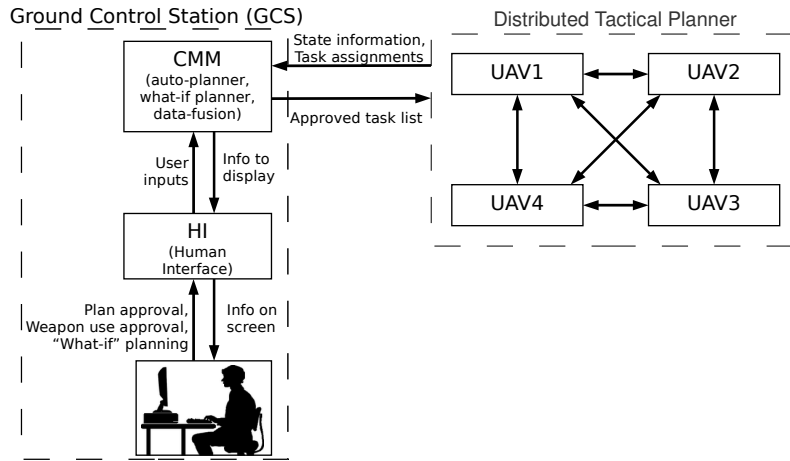 Ground Control Station (GCS)
Distributed Tactical Planner
CMM
(auto-planner,
what-if planner,
data-fusion)
State information,
Task assignments
Approved task list
UAV1
UAV2
UAV4
UAV3
User
inputs
Info to
display
HI
(Human
Interface)
Plan approval,
Weapon use approval,
“What-if” planning
Info on
screen